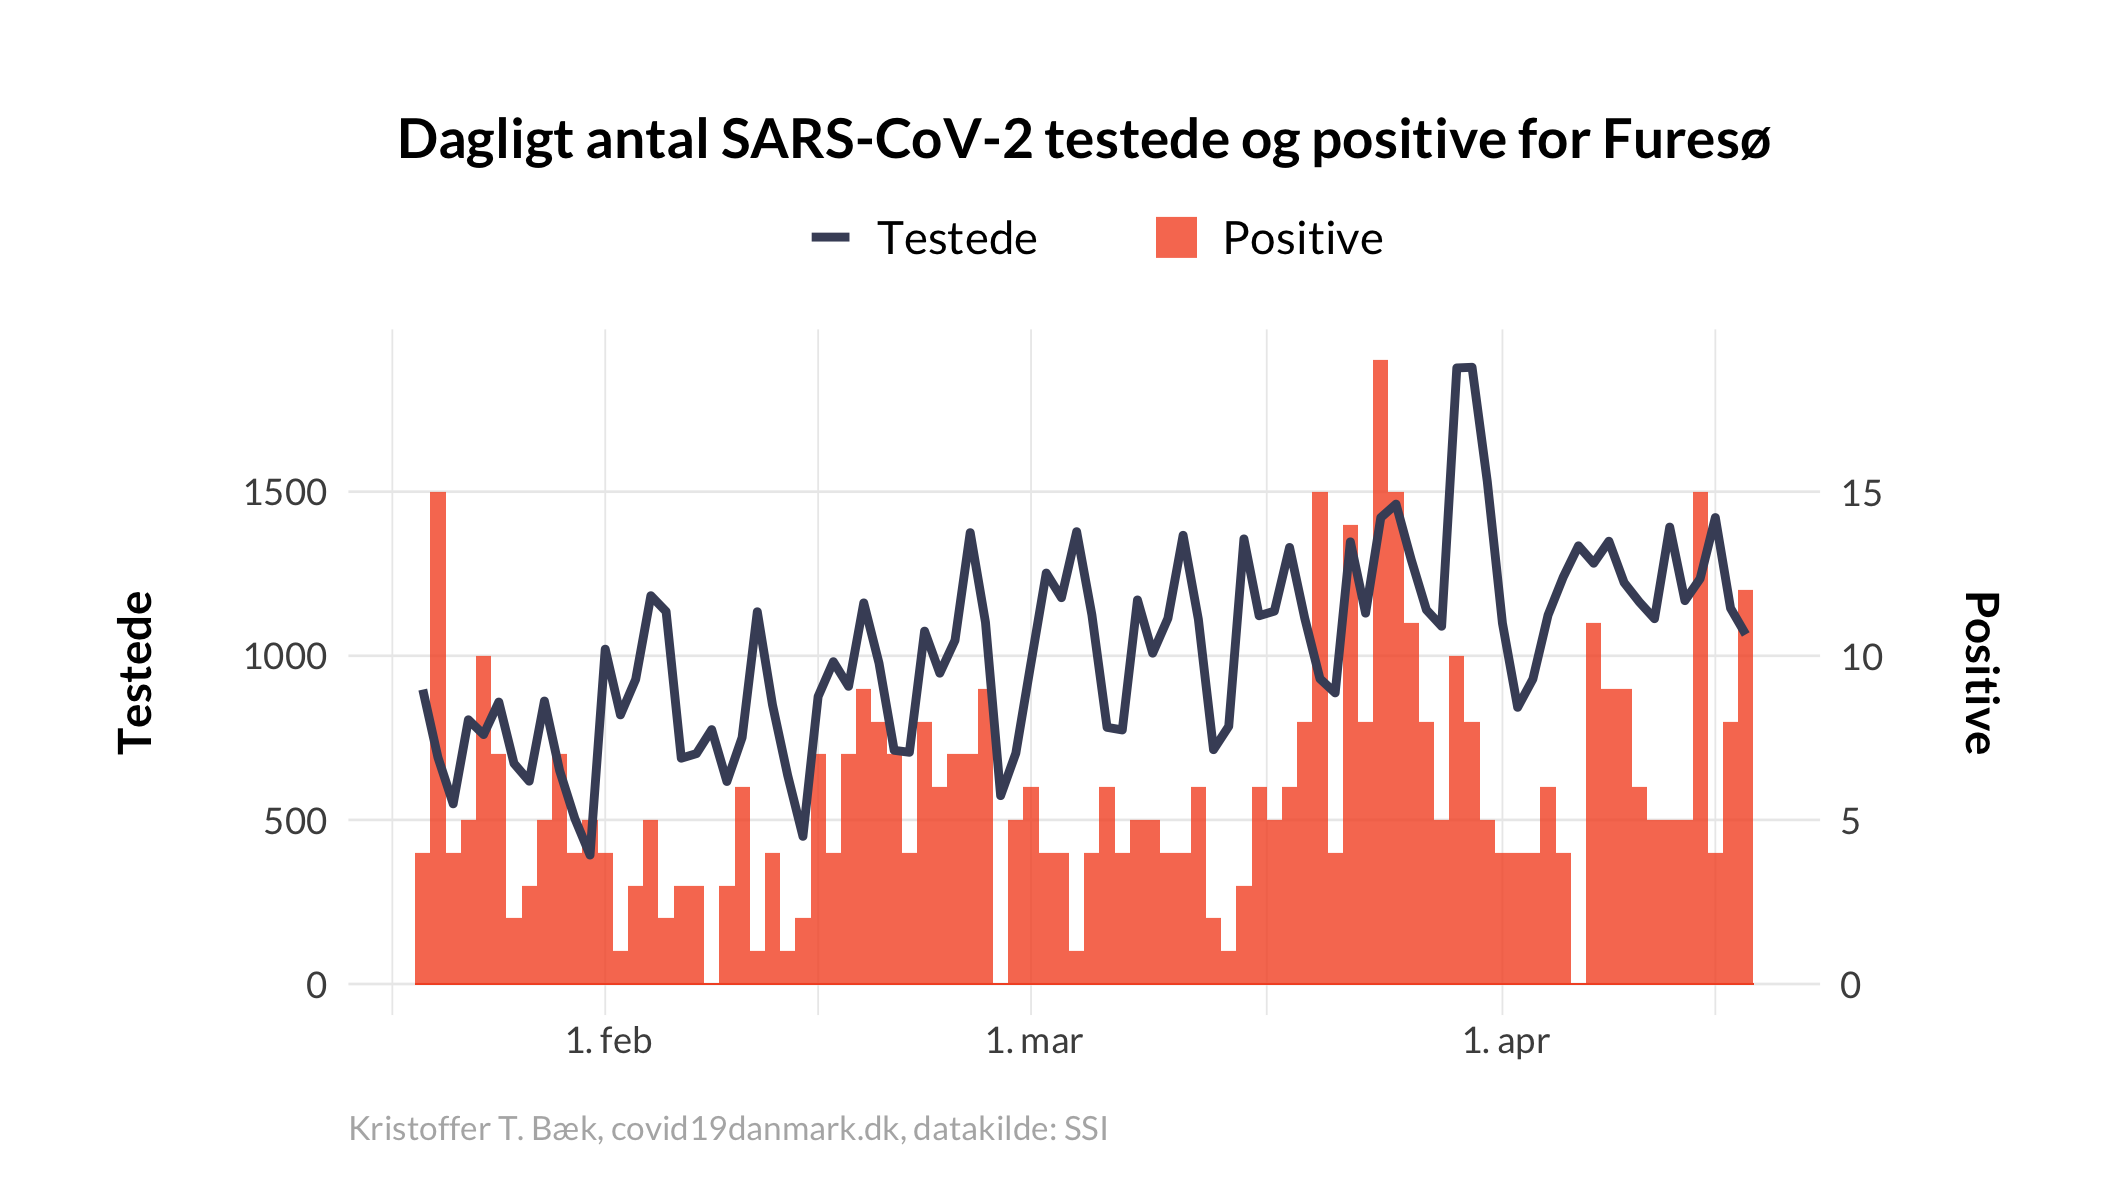 Dagligt antal SARS-CoV-2 testede og positive for Furesø
Testede Positive
1500 15
1000 10
500 5
0 0
Testede
Positive
1. feb 1. mar 1. apr
Kristoffer T. Bæk, covid19danmark.dk, datakilde: SSI